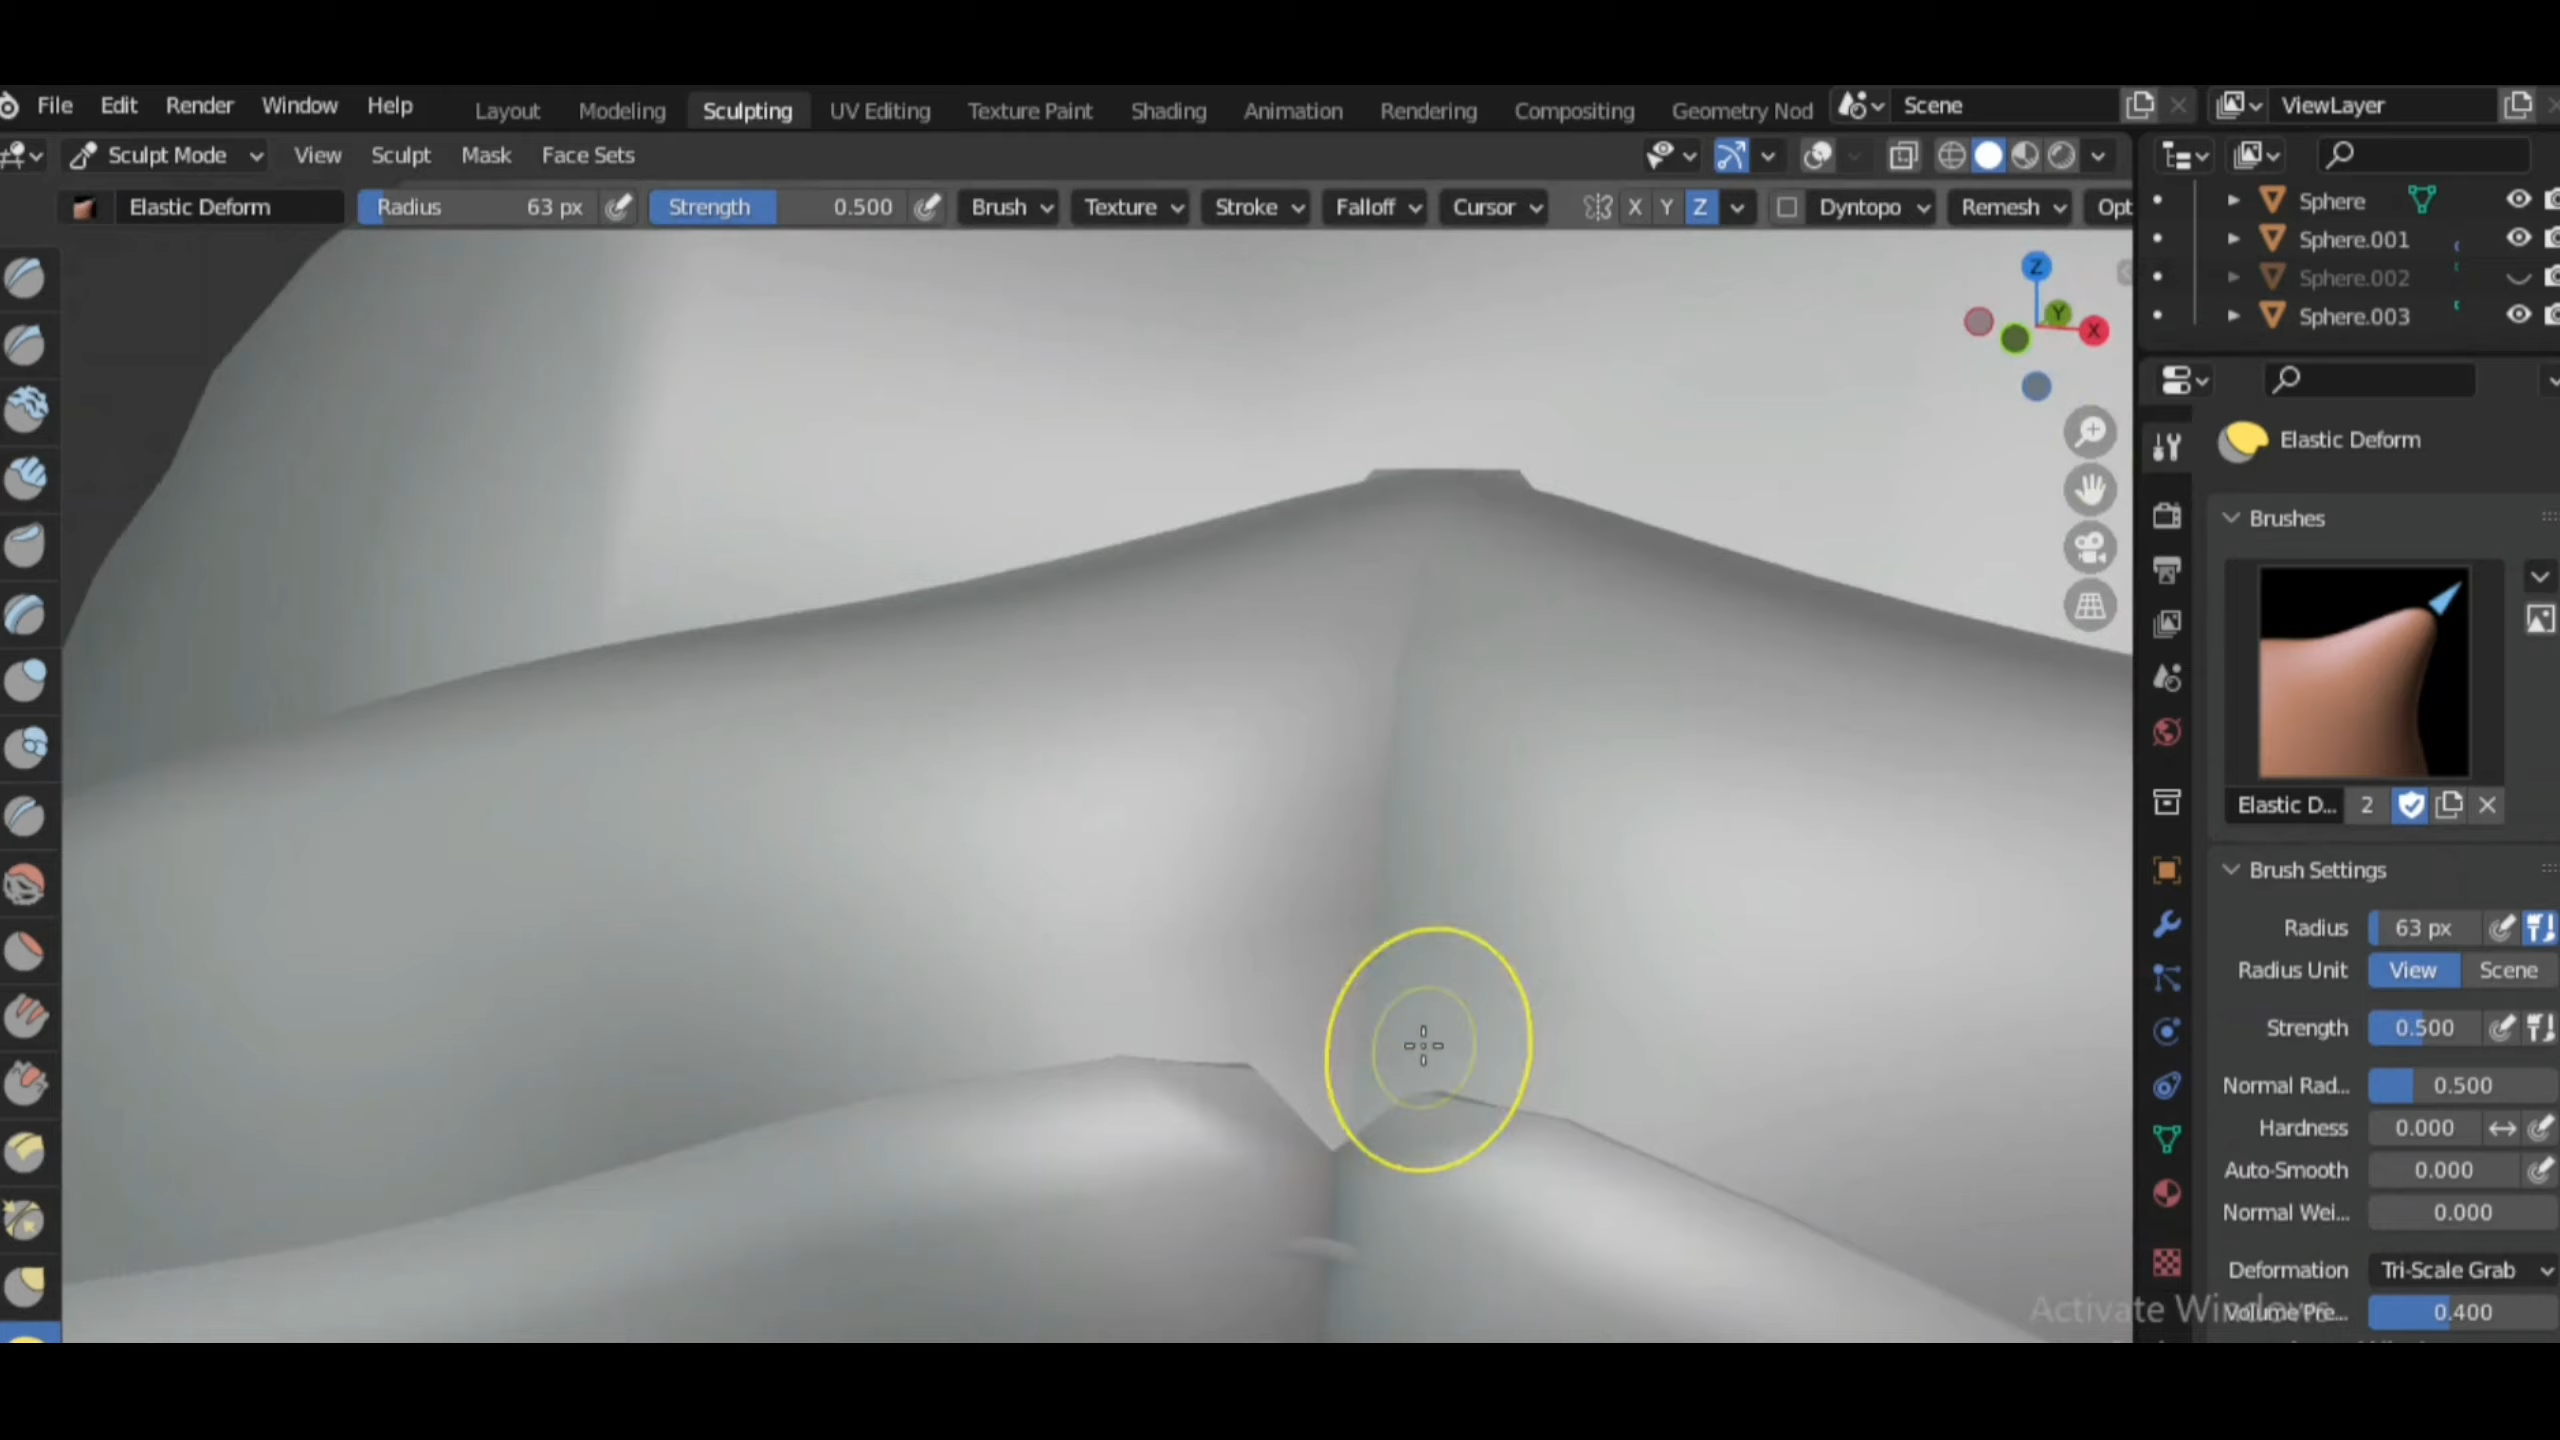 File Edit Render Window Help Layout Modeling Sculpting UV Editing Texture Paint Shading Animation Rendering Compositing Geometry Nod Scene ViewLayer
Sculpt Mode View Sculpt Mask Face Sets
Elastic Deform Radius 63 px Strength 0.500 Brush Texture Stroke Falloff Cursor X Y Z Dyntopo Remesh Opt
Sphere
Sphere.001
Sphere.002
Sphere.003
Z
Y
X
Elastic Deform
Brushes
Elastic D... 2
Brush Settings
Radius 63 px
Radius Unit View Scene
Strength 0.500
Normal Rad... 0.500
Hardness 0.000
Auto-Smooth 0.000
Normal Wei... 0.000
Deformation Tri-Scale Grab
Volume Pre... 0.400
Activate Windows